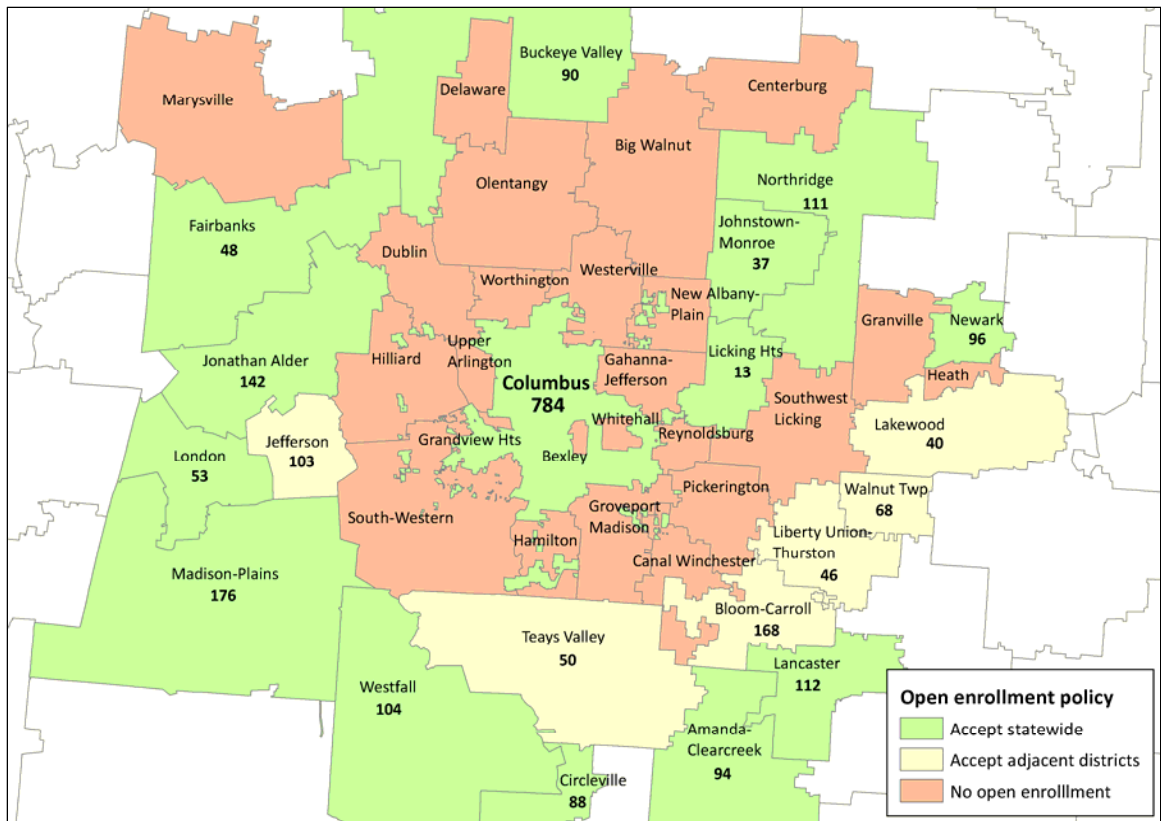 Buckeye Valley
90
Delaware
Marysville
Centerburg
Big Walnut
Olentangy
Northridge
111
Fairbanks
48
Johnstown-
Monroe
37
Dublin
Westerville
Worthington
New Albany-
Plain
Granville
Newark
96
Upper
Arlington
Hilliard
Jonathan Alder
142
Gahanna-
Jefferson
Licking Hts
13
Heath
Columbus
784
Southwest
Licking
Whitehall
Lakewood
40
Jefferson
103
Grandview Hts
Reynoldsburg
London
53
Bexley
Pickerington
Walnut Twp
68
South-Western
Groveport
Madison
Hamilton
Liberty Union-
Thurston
46
Canal Winchester
Madison-Plains
176
Bloom-Carroll
168
Teays Valley
50
Lancaster
112
Westfall
104
Amanda-
Clearcreek
94
Circleville
88
Open enrollment policy
Accept statewide
Accept adjacent districts
No open enrolllment